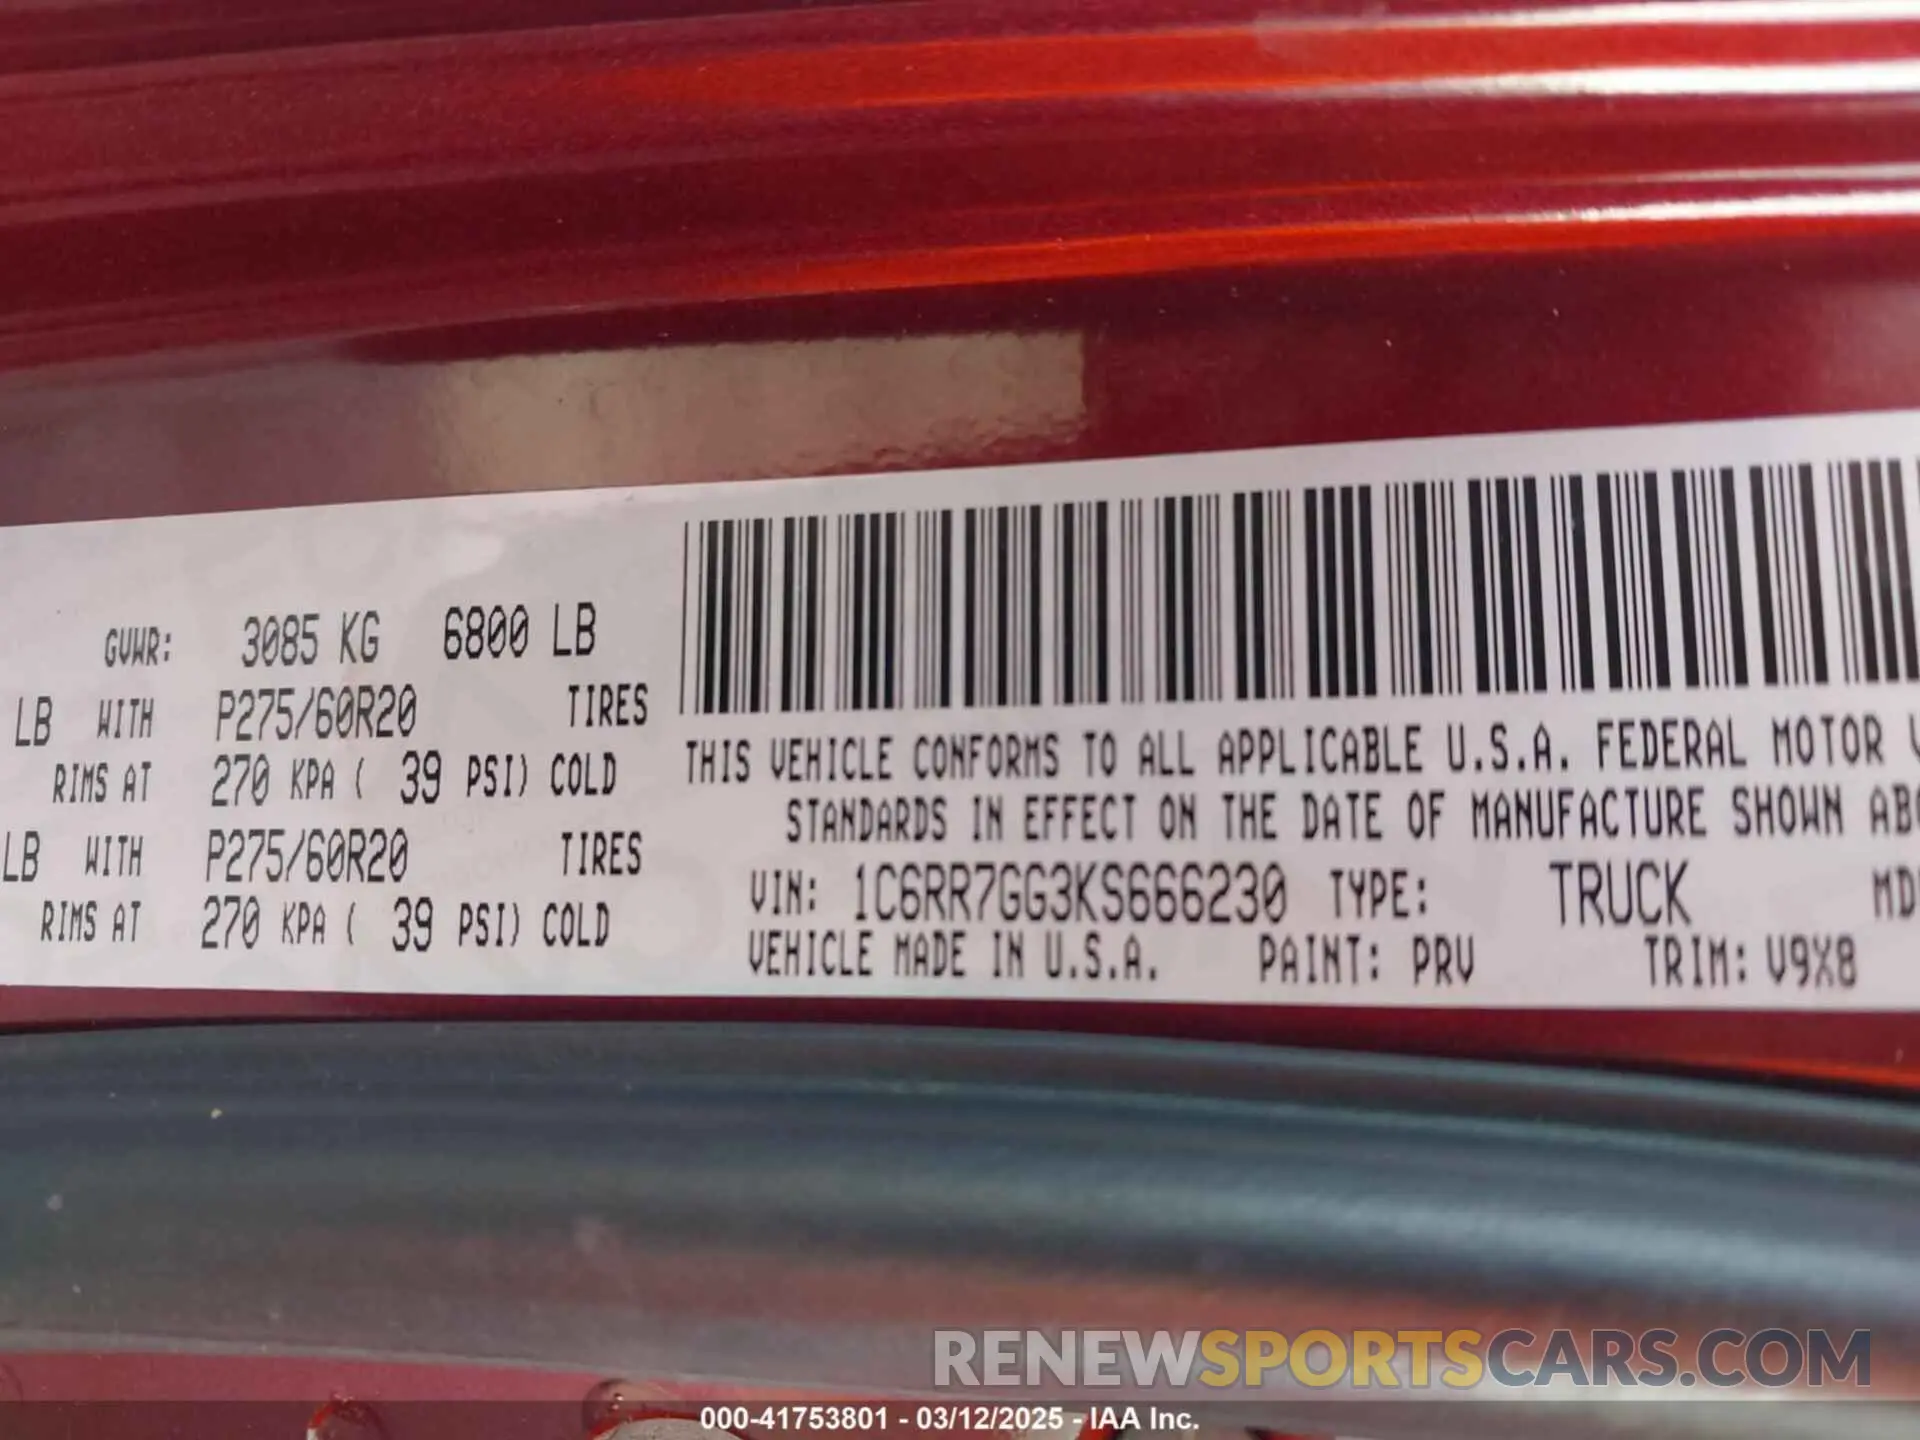 GVWR: 3085 KG 6800 LB
LB WITH P275/60R20 TIRES
RIMS AT 270 KPA ( 39 PSI) COLD
LB WITH P275/60R20 TIRES
RIMS AT 270 KPA ( 39 PSI) COLD
THIS VEHICLE CONFORMS TO ALL APPLICABLE U.S.A. FEDERAL MOTOR V
STANDARDS IN EFFECT ON THE DATE OF MANUFACTURE SHOWN ABO
VIN: 1C6RR7GG3KS666230 TYPE: TRUCK MD
VEHICLE MADE IN U.S.A. PAINT: PRV TRIM: V9X8
RENEWSPORTSCARS.COM
000-41753801 - 03/12/2025 - IAA Inc.